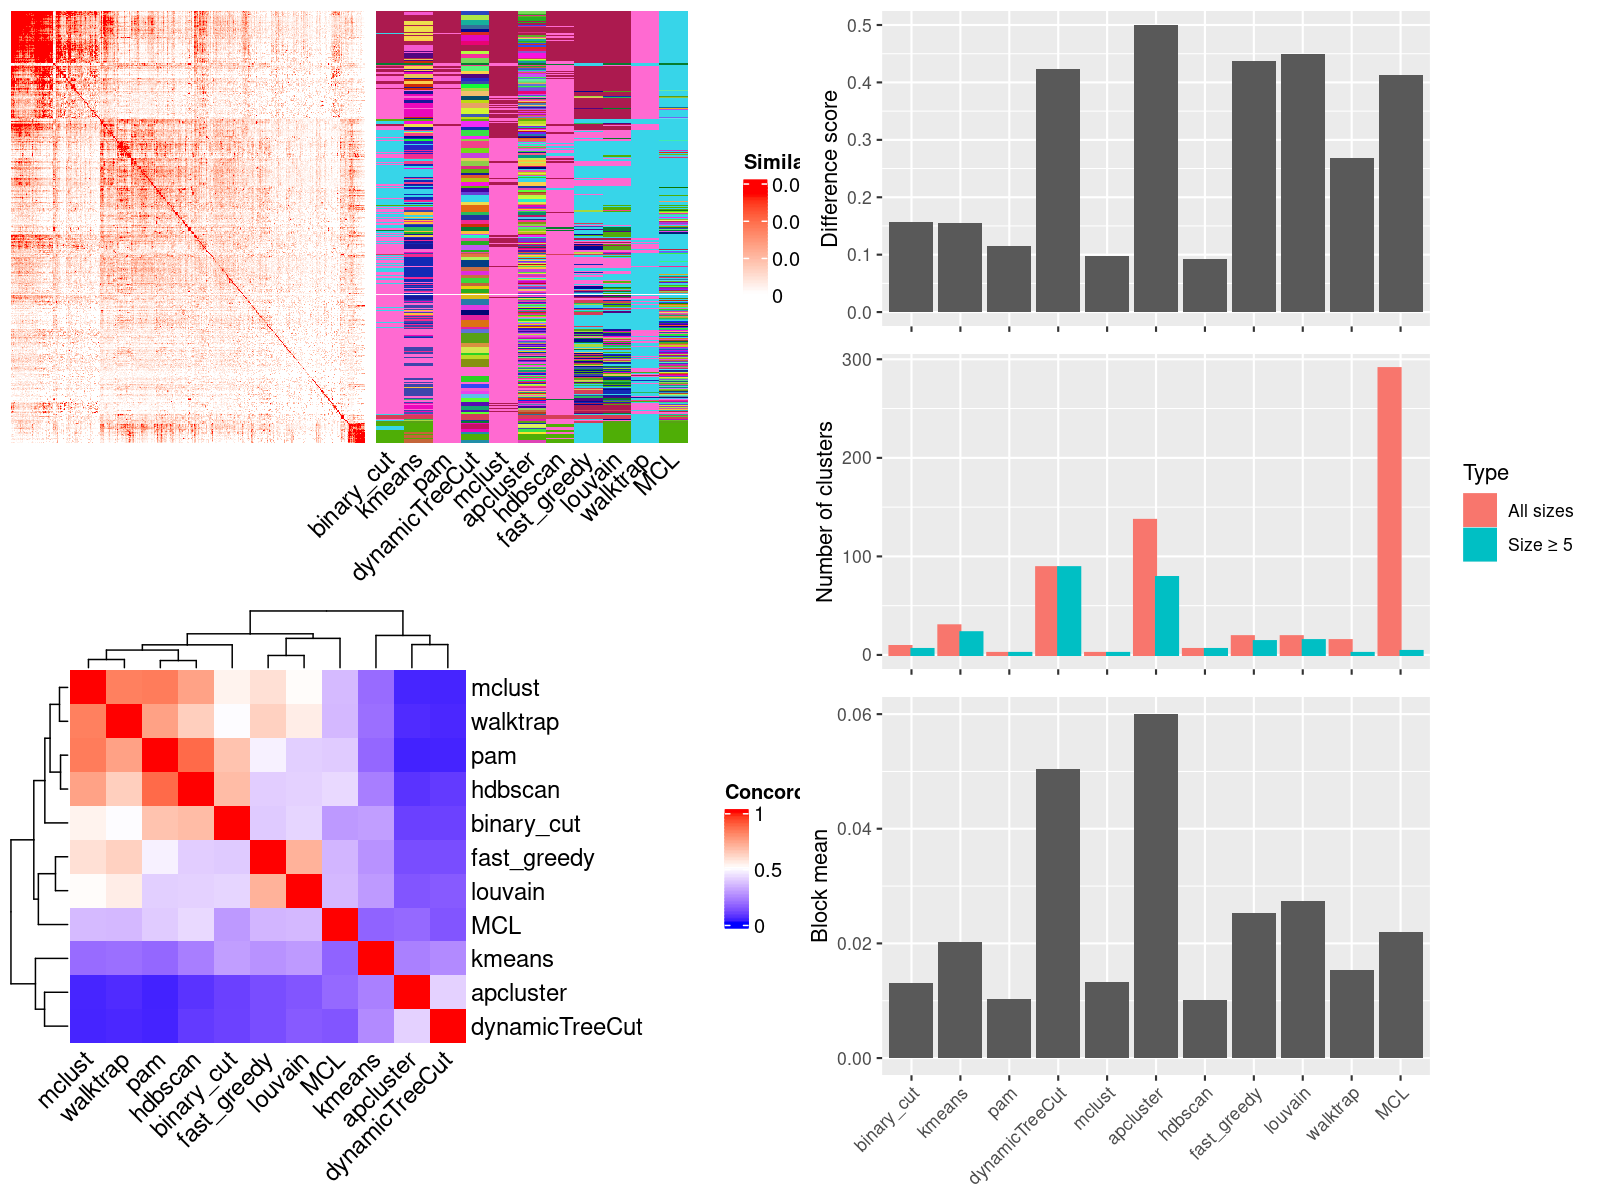 Simila
0.0
0.0
0.0
0
binary_cut
kmeans
pam
dynamicTreeCut
mclust
apcluster
hdbscan
fast_greedy
louvain
walktrap
MCL
mclust
walktrap
pam
hdbscan
binary_cut
fast_greedy
louvain
MCL
kmeans
apcluster
dynamicTreeCut
mclust
walktrap
pam
hdbscan
binary_cut
fast_greedy
louvain
MCL
kmeans
apcluster
dynamicTreeCut
Concord
1
0.5
0
Difference score
0.5
0.4
0.3
0.2
0.1
0.0
Number of clusters
300
200
100
0
Type
All sizes
Size ≥ 5
Block mean
0.06
0.04
0.02
0.00
binary_cut
kmeans
pam
dynamicTreeCut
mclust
apcluster
hdbscan
fast_greedy
louvain
walktrap
MCL